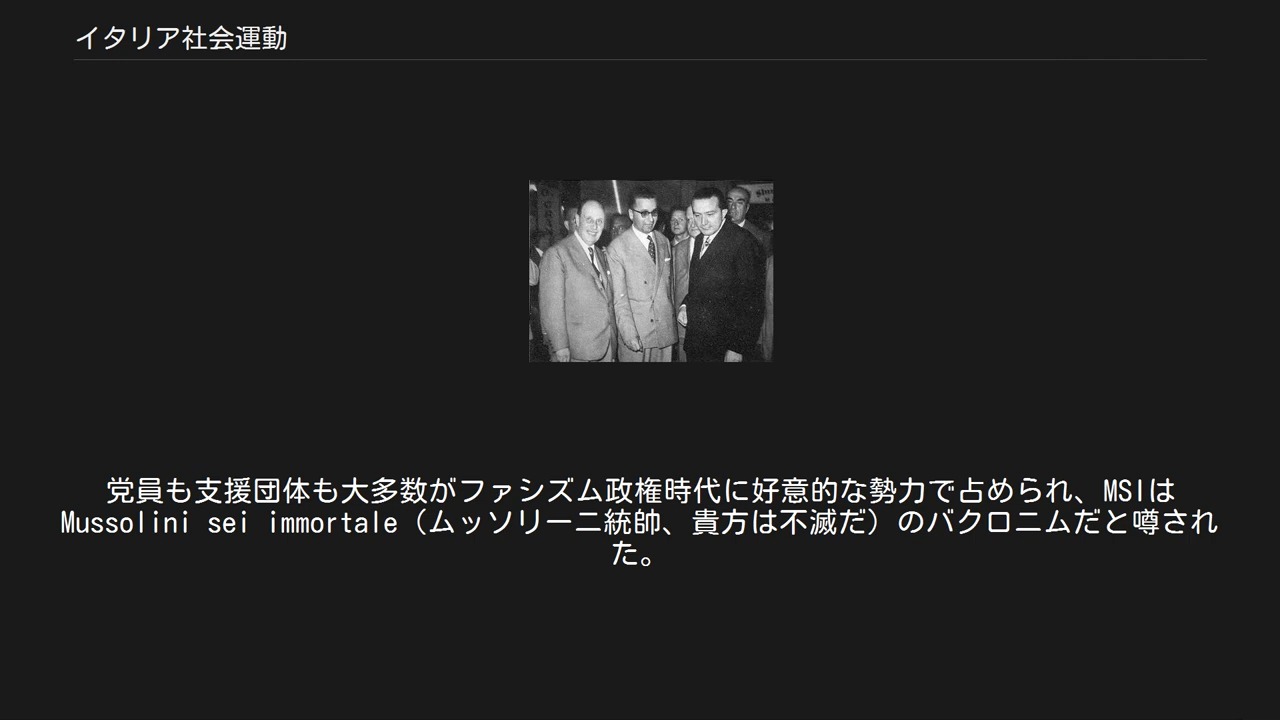 イタリア社会運動
党員も支援団体も大多数がファシズム政権時代に好意的な勢力で占められ、MSIは
Mussolini sei immortale（ムッソリーニ統帥、貴方は不滅だ）のバクロニムだと噂され
た。